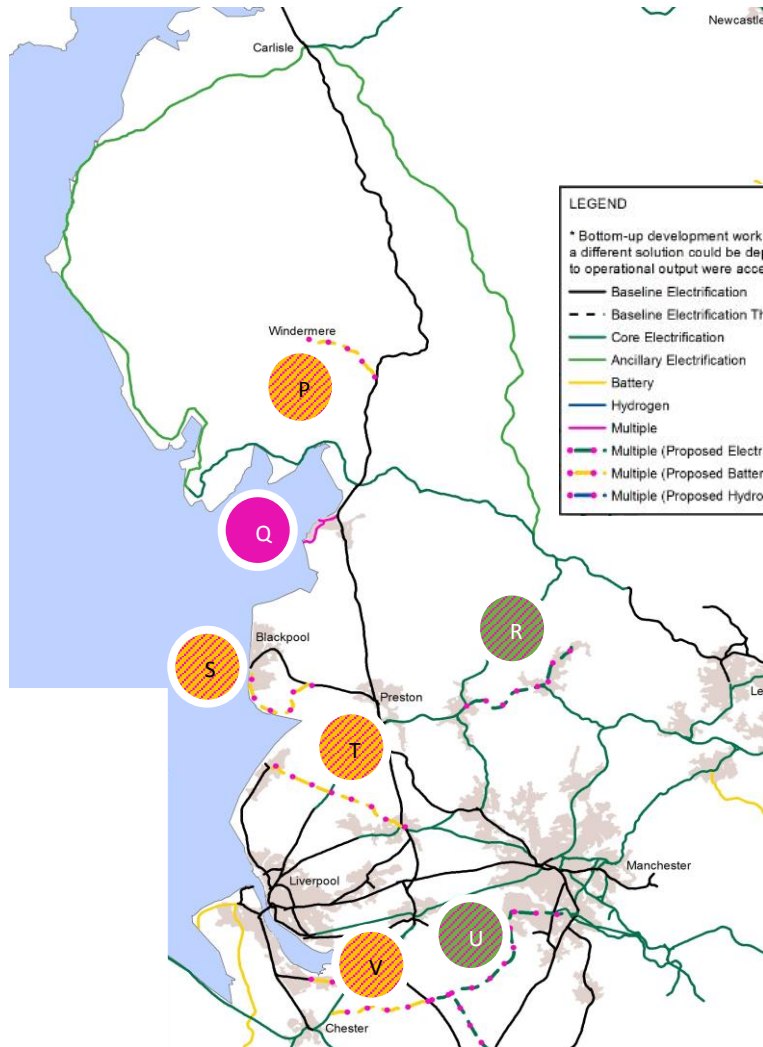 Newcastle
Carlisle
LEGEND
* Bottom-up development work
a different solution could be dep
to operational output were acce
Baseline Electrification
Baseline Electrification Th
Core Electrification
Ancillary Electrification
Battery
Hydrogen
Multiple
Multiple (Proposed Electri
Multiple (Proposed Batter
Multiple (Proposed Hydro
Windermere
P
Q
R
Blackpool
S
Preston
Le
T
Manchester
Liverpool
U
V
Chester